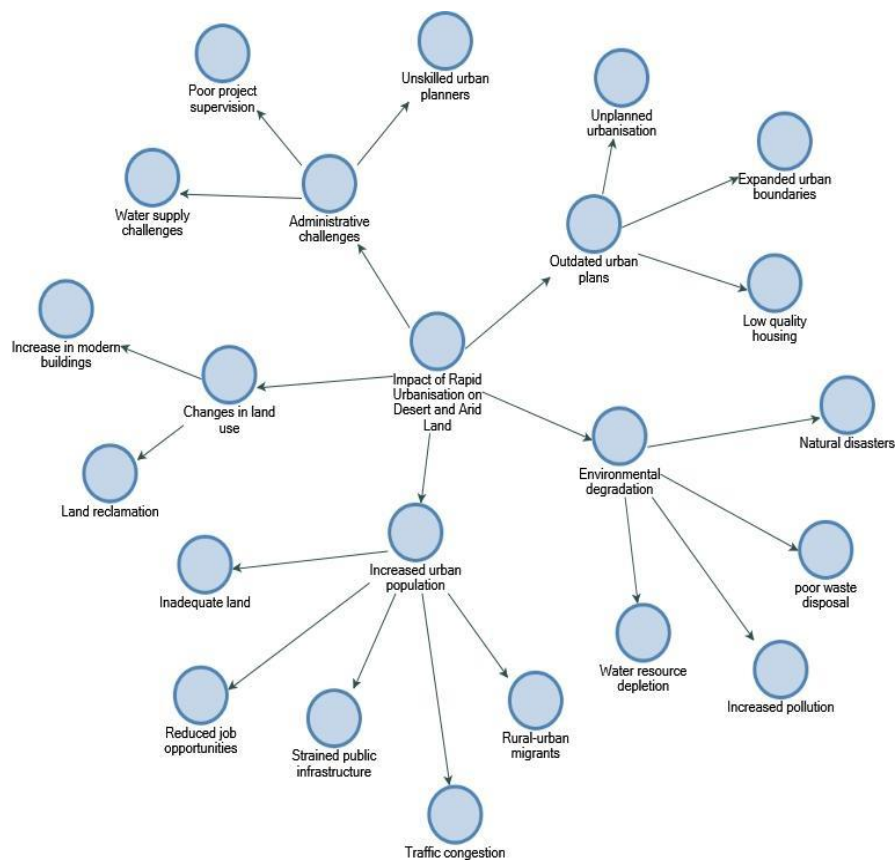 Poor project
supervision
Unskilled urban
planners
Unplanned
urbanisation
Water supply
challenges
Administrative
challenges
Expanded urban
boundaries
Outdated urban
plans
Low quality
housing
Increase in modern
buildings
Changes in land
use
Impact of Rapid
Urbanisation on
Desert and Arid
Land
Natural disasters
Land reclamation
Environmental
degradation
Inadequate land
Increased urban
population
poor waste
disposal
Water resource
depletion
Increased pollution
Reduced job
opportunities
Strained public
infrastructure
Rural-urban
migrants
Traffic congestion